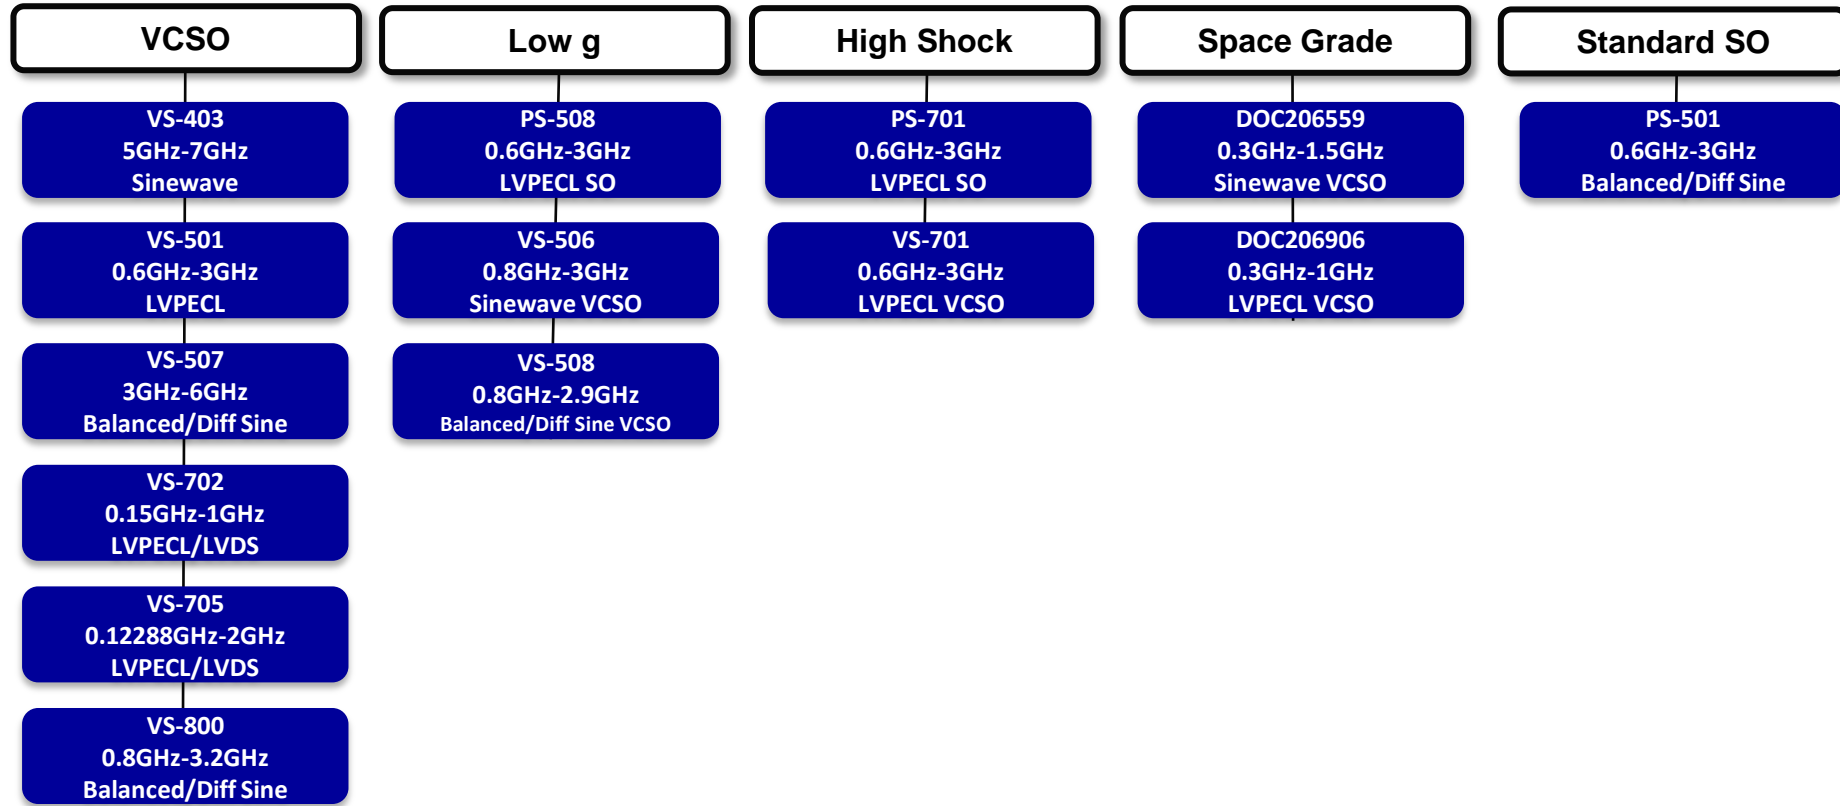 VCSO
VS-403
5GHz-7GHz
Sinewave
VS-501
0.6GHz-3GHz
LVPECL
VS-507
3GHz-6GHz
Balanced/Diff Sine
VS-702
0.15GHz-1GHz
LVPECL/LVDS
VS-705
0.12288GHz-2GHz
LVPECL/LVDS
VS-800
0.8GHz-3.2GHz
Balanced/Diff Sine
Low g
PS-508
0.6GHz-3GHz
LVPECL SO
VS-506
0.8GHz-3GHz
Sinewave VCSO
VS-508
0.8GHz-2.9GHz
Balanced/Diff Sine VCSO
High Shock
PS-701
0.6GHz-3GHz
LVPECL SO
VS-701
0.6GHz-3GHz
LVPECL VCSO
Space Grade
DOC206559
0.3GHz-1.5GHz
Sinewave VCSO
DOC206906
0.3GHz-1GHz
LVPECL VCSO
Standard SO
PS-501
0.6GHz-3GHz
Balanced/Diff Sine